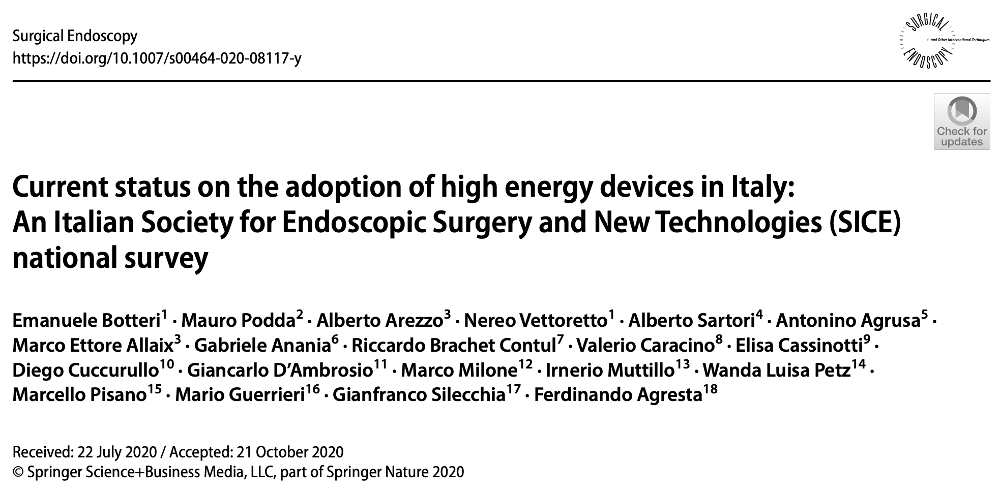 Surgical Endoscopy
https://doi.org/10.1007/s00464-020-08117-y
SURGICAL
and Other Interventional Techniques
ENDOSCOPY
Check for
updates
Current status on the adoption of high energy devices in Italy:
An Italian Society for Endoscopic Surgery and New Technologies (SICE)
national survey
Emanuele Botteri1 · Mauro Podda2 · Alberto Arezzo3 · Nereo Vettoretto1 · Alberto Sartori4 · Antonino Agrusa5 ·
Marco Ettore Allaix3 · Gabriele Anania6 · Riccardo Brachet Contul7 · Valerio Caracino8 · Elisa Cassinotti9 ·
Diego Cuccurullo10 · Giancarlo D’Ambrosio11 · Marco Milone12 · Irnerio Muttillo13 · Wanda Luisa Petz14 ·
Marcello Pisano15 · Mario Guerrieri16 · Gianfranco Silecchia17 · Ferdinando Agresta18
Received: 22 July 2020 / Accepted: 21 October 2020
© Springer Science+Business Media, LLC, part of Springer Nature 2020